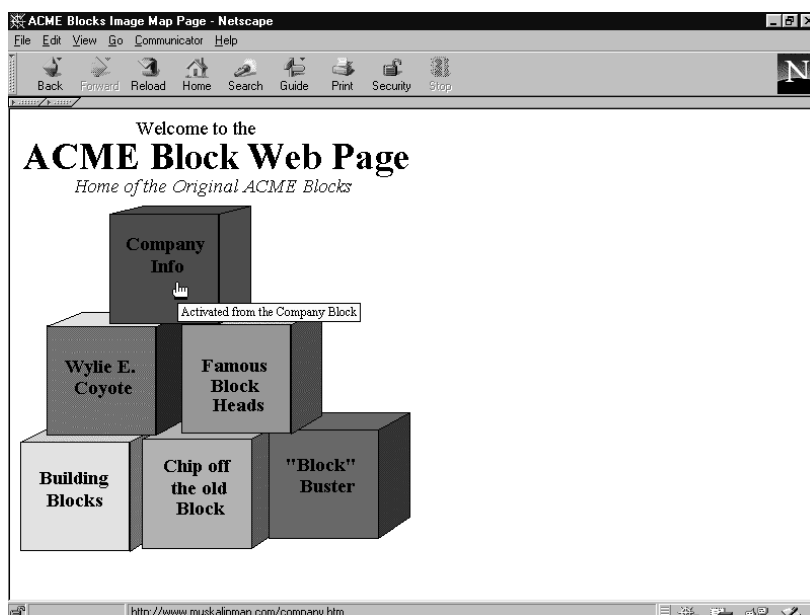 ACME Blocks Image Map Page - Netscape
File Edit View Go Communicator Help
Back Forward Reload Home Search Guide Print Security Stop
N
Welcome to the
ACME Block Web Page
Home of the Original ACME Blocks
Company
Info
Activated from the Company Block
Wylie E.
Coyote
Famous
Block
Heads
Building
Blocks
Chip off
the old
Block
"Block"
Buster
http://www.muskalipman.com/company.htm